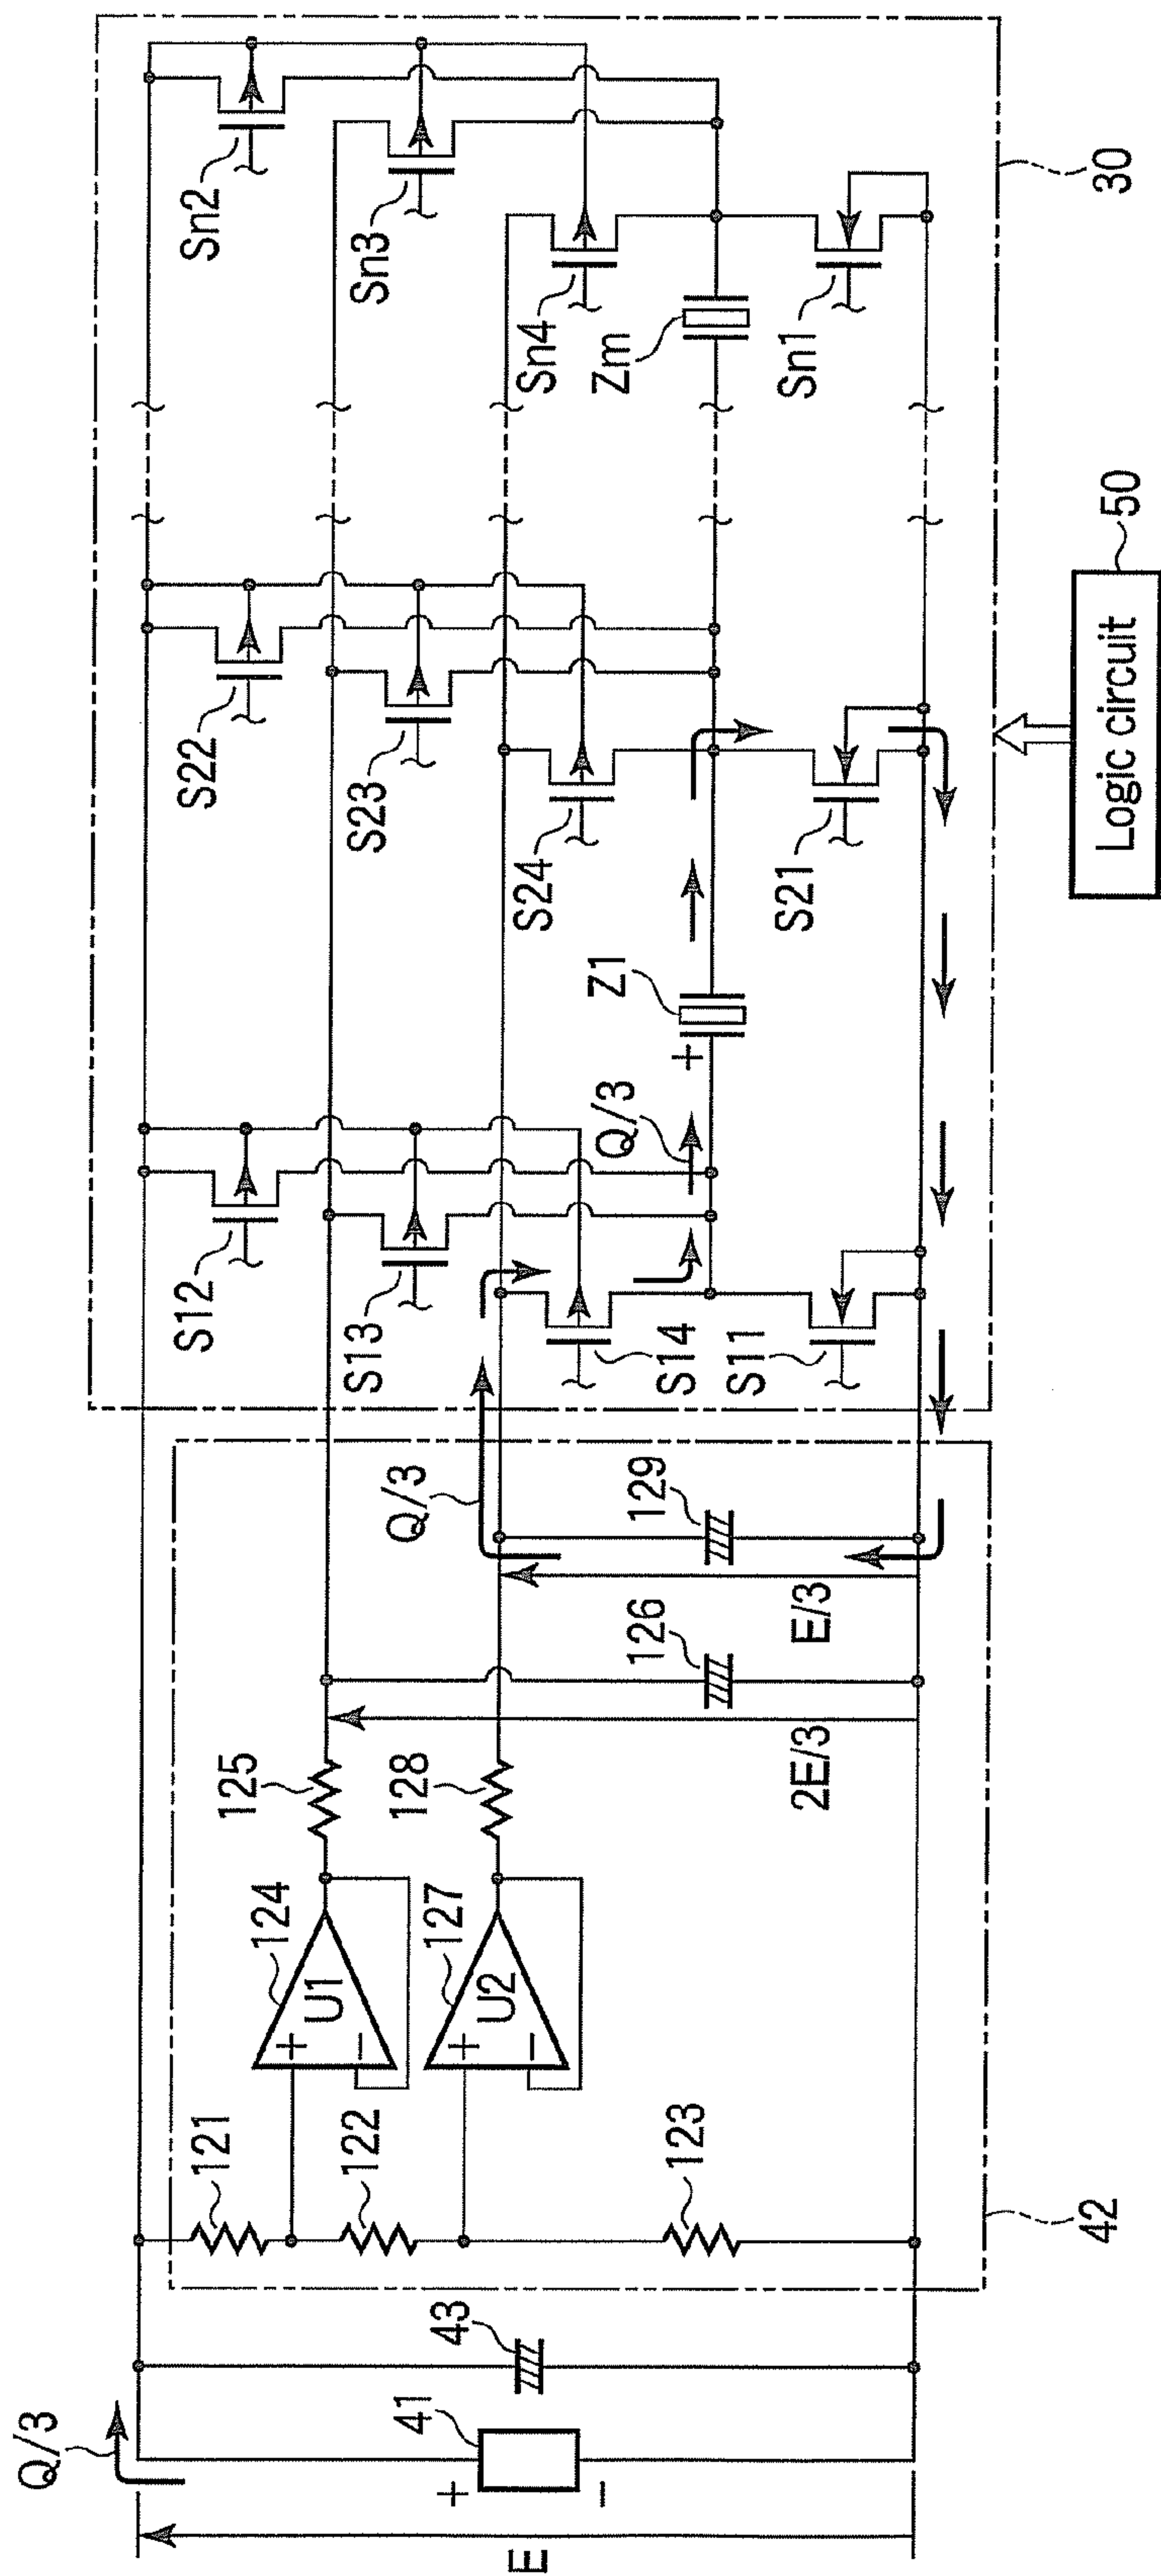 Q/3
E
+
41
−
43
121
122
123
42
+
−
U1
124
+
−
U2
127
125
128
2E/3
126
E/3
129
Q/3
S12
S13
S14
S11
Q/3
+
Z1
S22
S23
S24
S21
Sn2
Sn3
Sn4
Zm
Sn1
30
Logic circuit
50